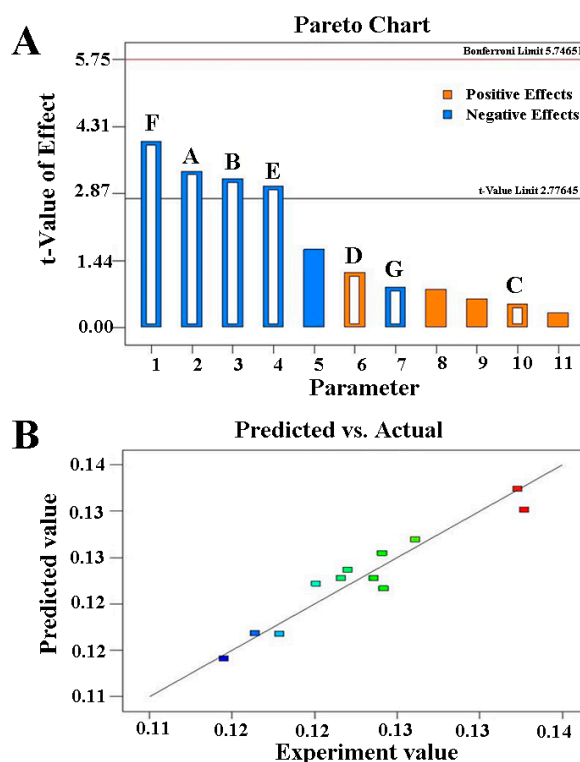 A
Pareto Chart
Bonferroni Limit 5.74651
5.75
Positive Effects
Negative Effects
4.31
F
A
B
E
t-Value Limit 2.77645
2.87
t-Value of Effect
D
G
C
1.44
0.00
1 2 3 4 5 6 7 8 9 10 11
Parameter
B
Predicted vs. Actual
0.14
0.13
0.13
0.12
0.12
0.11
Predicted value
0.11 0.12 0.12 0.13 0.13 0.14
Experiment value